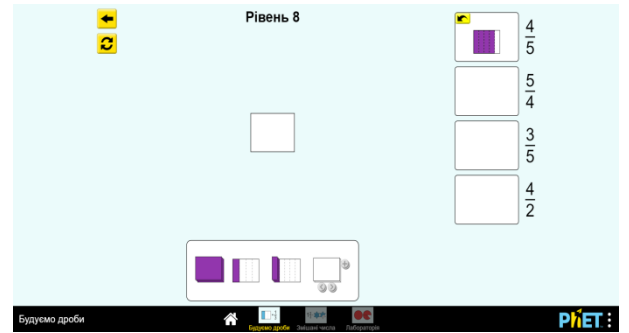 Рівень 8
4
5
5
4
3
5
4
2
Будуємо дроби
Будуємо дроби
Змішані числа
Лабораторія
PhET